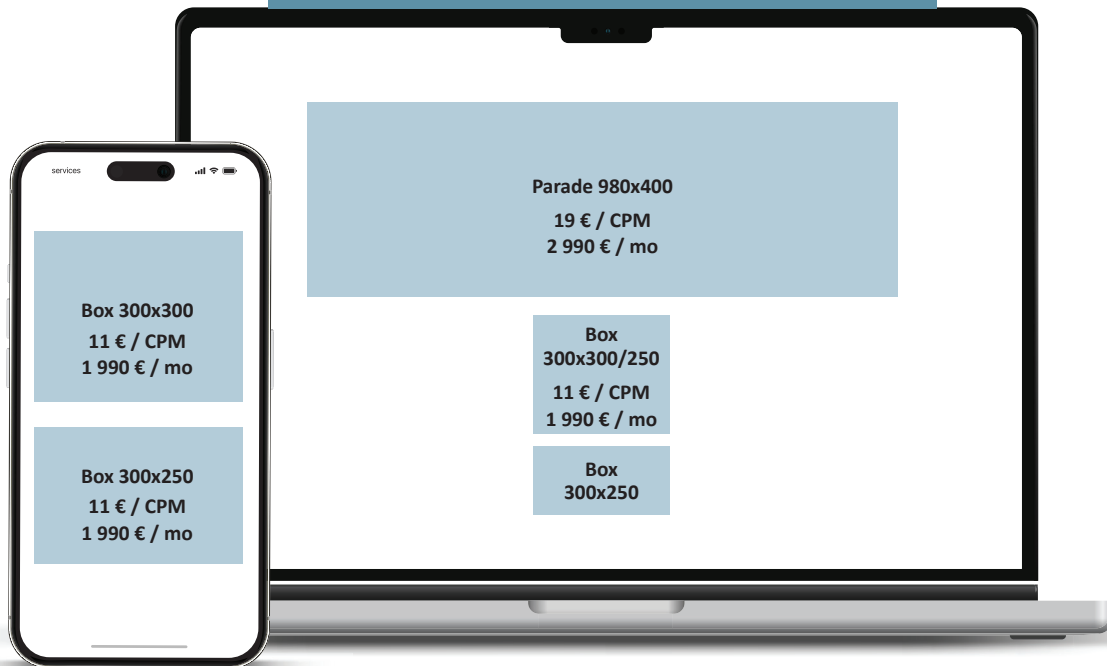 services
Box 300x300
11 € / CPM
1 990 € / mo
Box 300x250
11 € / CPM
1 990 € / mo
Parade 980x400
19 € / CPM
2 990 € / mo
Box
300x300/250
11 € / CPM
1 990 € / mo
Box
300x250